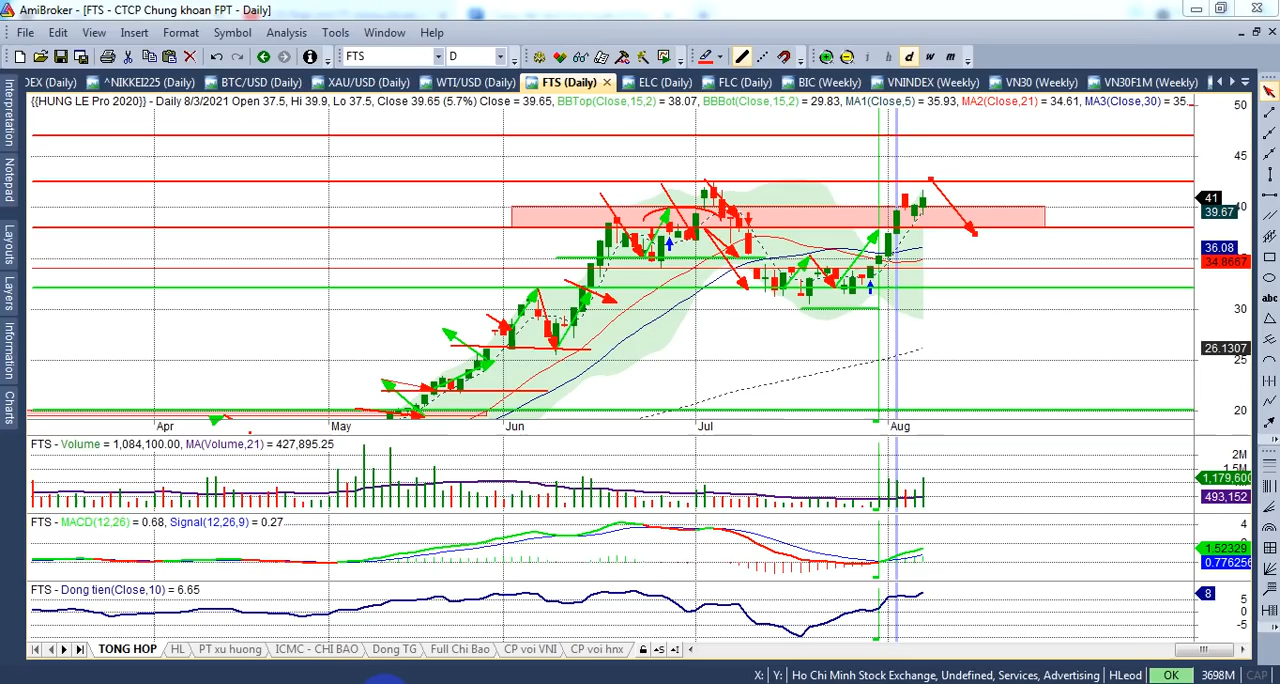 AmiBroker - [FTS - CTCP Chung khoan FPT - Daily]
File Edit View Insert Format Symbol Analysis Tools Window Help
FTS D i h d w m
DEX (Daily) ^NIKKEI225 (Daily) BTC/USD (Daily) XAU/USD (Daily) WTI/USD (Daily) FTS (Daily) ELC (Daily) FLC (Daily) BIC (Weekly) VNINDEX (Weekly) VN30 (Weekly) VN30F1M (Weekly)
{{HUNG LE Pro 2020}} - Daily 8/3/2021 Open 37.5, Hi 39.9, Lo 37.5, Close 39.65 (5.7%) Close = 39.65, BBTop(Close,15,2) = 38.07, BBBot(Close,15,2) = 29.83, MA1(Close,5) = 35.93, MA2(Close,21) = 34.61, MA3(Close,30) = 35.
50
45
41
40
39.67
36.08
34.8667
30
26.1307
25
20
Interpretation
Notepad
Layouts
Layers
Information
Charts
abc
Apr May Jun Jul Aug
FTS - Volume = 1,084,100.00, MA(Volume,21) = 427,895.25
2M
1.5M
1,179,600
493,152
FTS - MACD(12,26) = 0.68, Signal(12,26,9) = 0.27
4
1.52329
0.776256
FTS - Dong tien(Close,10) = 6.65
8
5
0
-5
TONG HOP HL PT xu huong ICMC - CHI BAO Dong TG Full Chi Bao CP voi VNI CP voi hnx
X: Y: Ho Chi Minh Stock Exchange, Undefined, Services, Advertising HLeod OK 3698M CAP